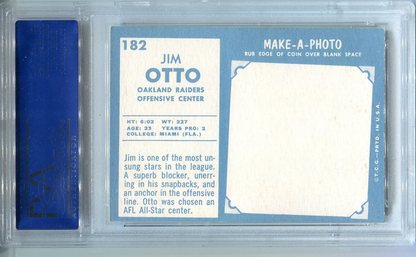 182
JIM
OTTO
OAKLAND RAIDERS
OFFENSIVE CENTER
HT: 6:02 WT: 227
AGE: 23 YEARS PRO: 2
COLLEGE: MIAMI (FLA.)
Jim is one of the most un-
sung stars in the league.
A superb blocker, unerr-
ing in his snapbacks, and
an anchor in the offensive
line. Otto was chosen an
AFL All-Star center.
MAKE-A-PHOTO
RUB EDGE OF COIN OVER BLANK SPACE
© T.C.G.—PRTD. IN U.S.A.